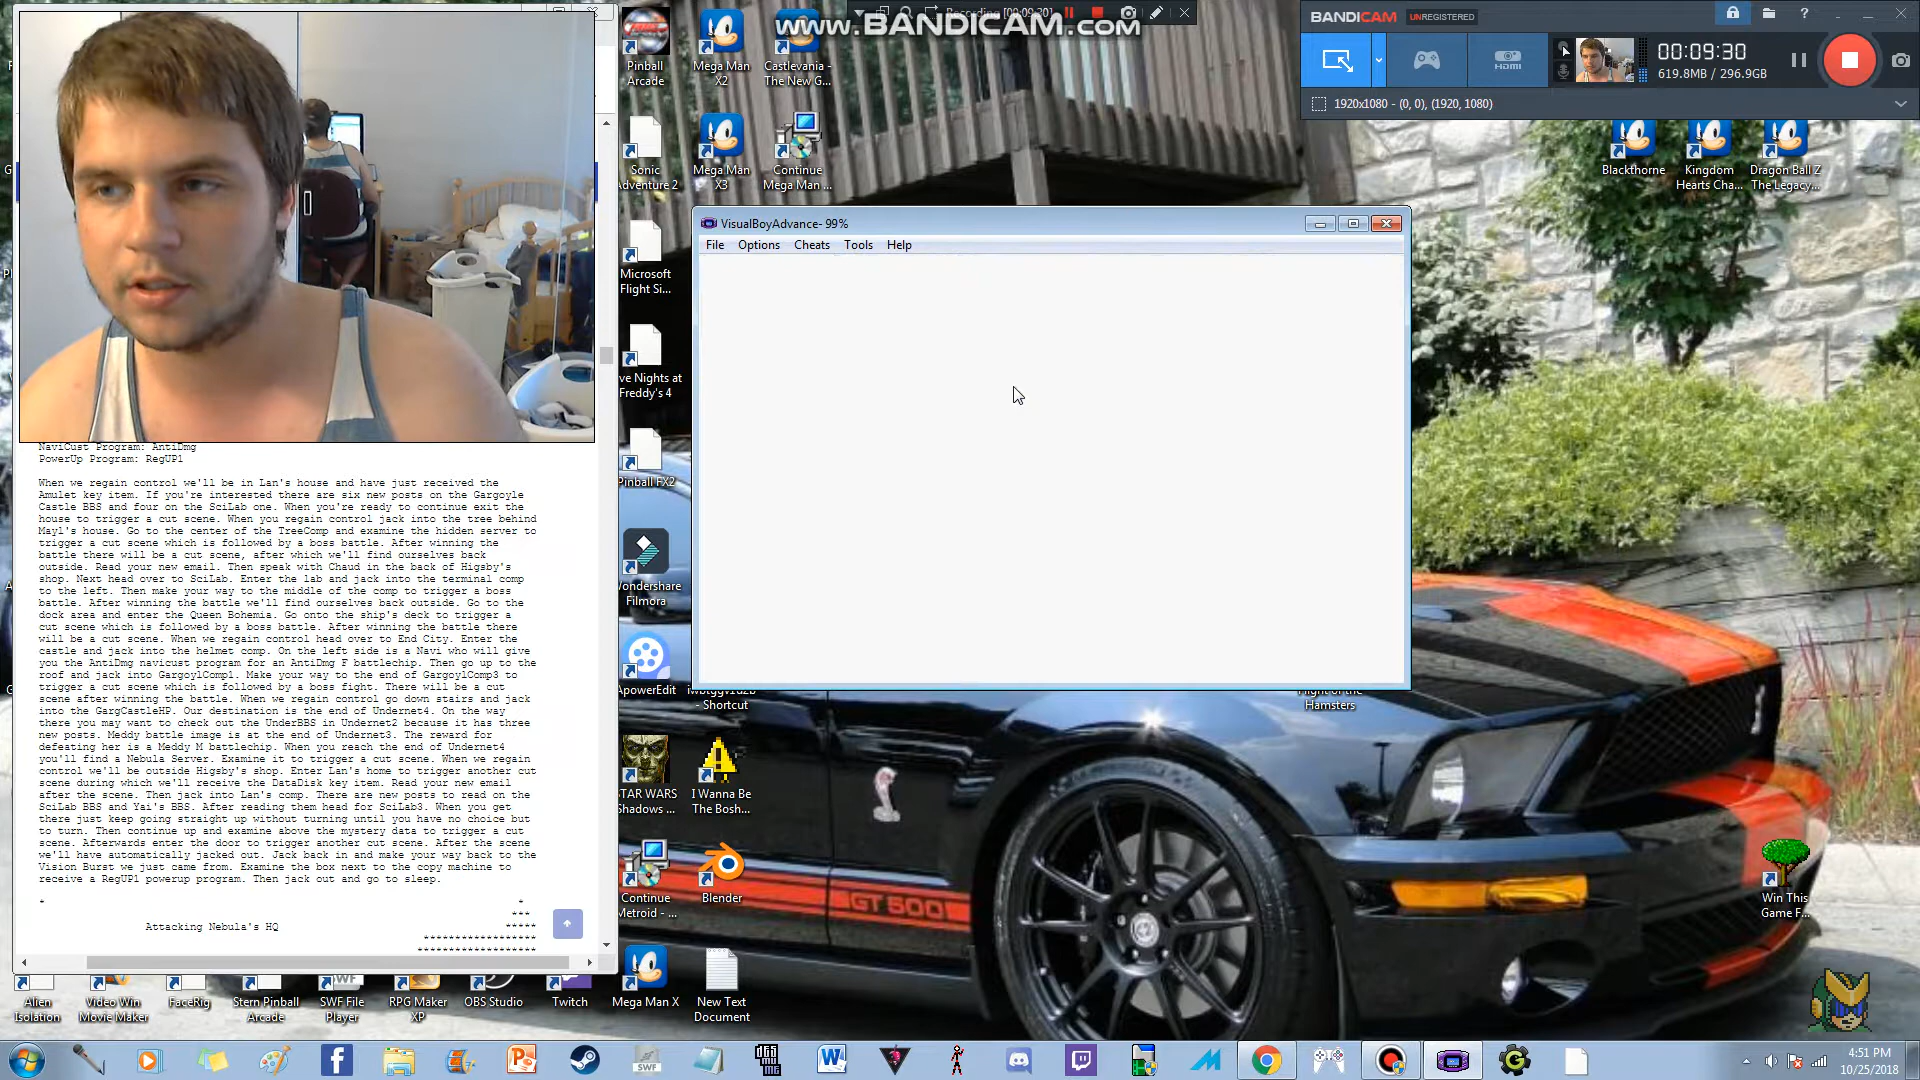 Recording [00:09:30]
www.BANDICAM.com
BANDICAM UNREGISTERED
00:09:30
619.8MB / 296.9GB
1920x1080 - (0, 0), (1920, 1080)
HDMI
Pinball
Arcade
Mega Man
X2
Castlevania -
The New G...
Sonic
Adventure 2
Mega Man
X3
Continue
Mega Man ...
Blackthorne
Kingdom
Hearts Cha...
Dragon Ball Z
The Legacy...
Microsoft
Flight Si...
ve Nights at
Freddy's 4
Pinball FX2
Wondershare
Filmora
ApowerEdit
- Shortcut
Hamsters
STAR WARS
Shadows ...
I Wanna Be
The Bosh...
Continue
Metroid - ...
Blender
Win This
Game F...
VisualBoyAdvance- 99%
File Options Cheats Tools Help
NaviCust Program: AntiDmg
PowerUp Program: RegUP1
When we regain control we'll be in Lan's house and have just received the
Amulet key item. If you're interested there are six new posts on the Gargoyle
Castle BBS and four on the SciLab one. When you're ready to continue exit the
house to trigger a cut scene. When you regain control jack into the tree behind
Mayl's house. Go to the center of the TreeComp and examine the hidden server to
trigger a cut scene which is followed by a boss battle. After winning the
battle there will be a cut scene, after which we'll find ourselves back
outside. Read your new email. Then speak with Chaud in the back of Higsby's
shop. Next head over to SciLab. Enter the lab and jack into the terminal comp
to the left. Then make your way to the middle of the comp to trigger a boss
battle. After winning the battle we'll find ourselves back outside. Go to the
dock area and enter the Queen Bohemia. Go onto the ship's deck to trigger a
cut scene which is followed by a boss battle. After winning the battle there
will be a cut scene. When we regain control head over to End City. Enter the
castle and jack into the helmet comp. On the left side is a Navi who will give
you the AntiDmg navicust program for an AntiDmg F battlechip. Then go up to the
roof and jack into GargoylComp1. Make your way to the end of GargoylComp3 to
trigger a cut scene which is followed by a boss fight. There will be a cut
scene after winning the battle. When we regain control go down stairs and jack
into the GargCastleHP. Our destination is the end of Undernet4. On the way
there you may want to check out the UnderBBS in Undernet2 because it has three
new posts. Meddy battle image is at the end of Undernet3. The reward for
defeating her is a Meddy M battlechip. When you reach the end of Undernet4
you'll find a Nebula Server. Examine it to trigger a cut scene. When we regain
control we'll be outside Higsby's shop. Enter Lan's home to trigger another cut
scene during which we'll receive the DataDisk key item. Read your new email
after the scene. Then jack into Lan's comp. There are new posts to read on the
SciLab BBS and Yai's BBS. After reading them head for SciLab3. When you get
there just keep going straight up without turning until you have no choice but
to turn. Then continue up and examine above the mystery data to trigger a cut
scene. Afterwards enter the door to trigger another cut scene. After the scene
we'll have automatically jacked out. Jack back in and make your way back to the
Vision Burst we just came from. Examine the box next to the copy machine to
receive a RegUP1 powerup program. Then jack out and go to sleep.
Attacking Nebula's HQ
GT 500
Alien
Isolation
Video Win
Movie Maker
FaceRig
Stern Pinball
Arcade
SWF File
Player
RPG Maker
XP
OBS Studio
Twitch
Mega Man X
New Text
Document
4:51 PM
10/25/2018